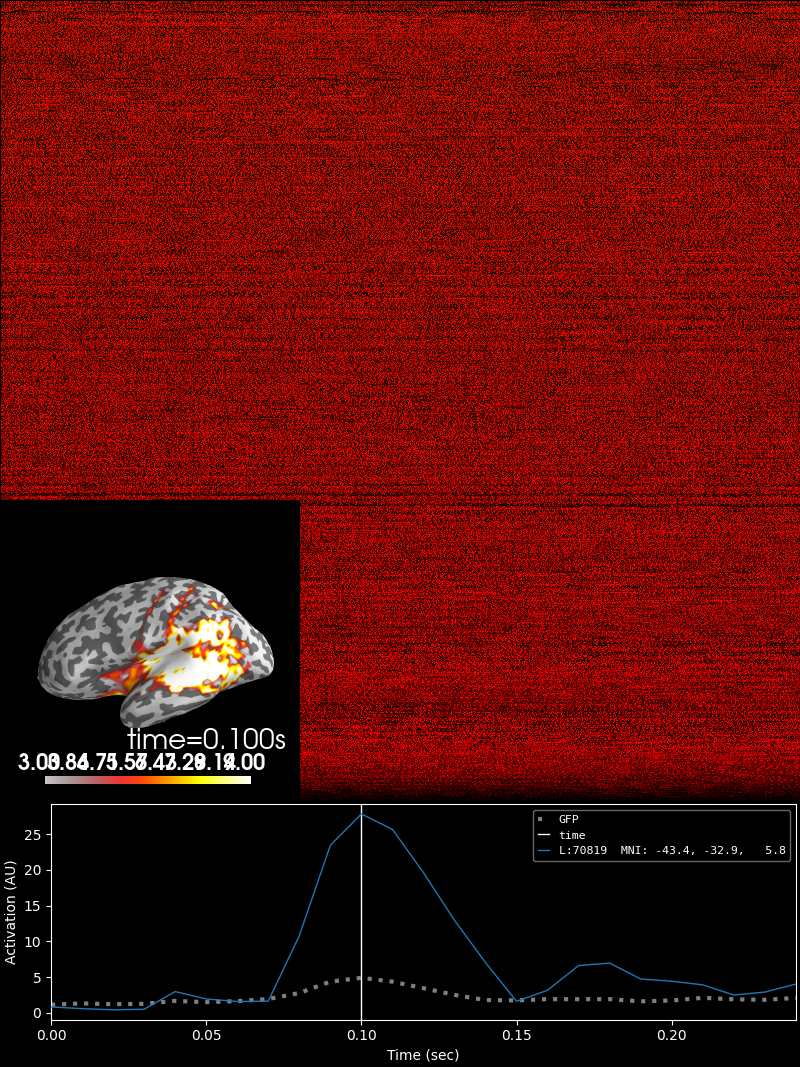 time=0.100s
GFP
time
L:70819 MNI: -43.4, -32.9, 5.8
Activation (AU)
25
20
15
10
5
0
0.00 0.05 0.10 0.15 0.20
Time (sec)